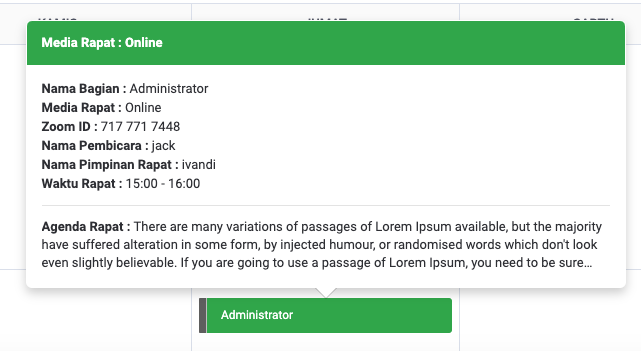 Media Rapat : Online
Nama Bagian : Administrator
Media Rapat : Online
Zoom ID : 717 771 7448
Nama Pembicara : jack
Nama Pimpinan Rapat : ivandi
Waktu Rapat : 15:00 - 16:00
Agenda Rapat : There are many variations of passages of Lorem Ipsum available, but the majority
have suffered alteration in some form, by injected humour, or randomised words which don't look
even slightly believable. If you are going to use a passage of Lorem Ipsum, you need to be sure...
Administrator